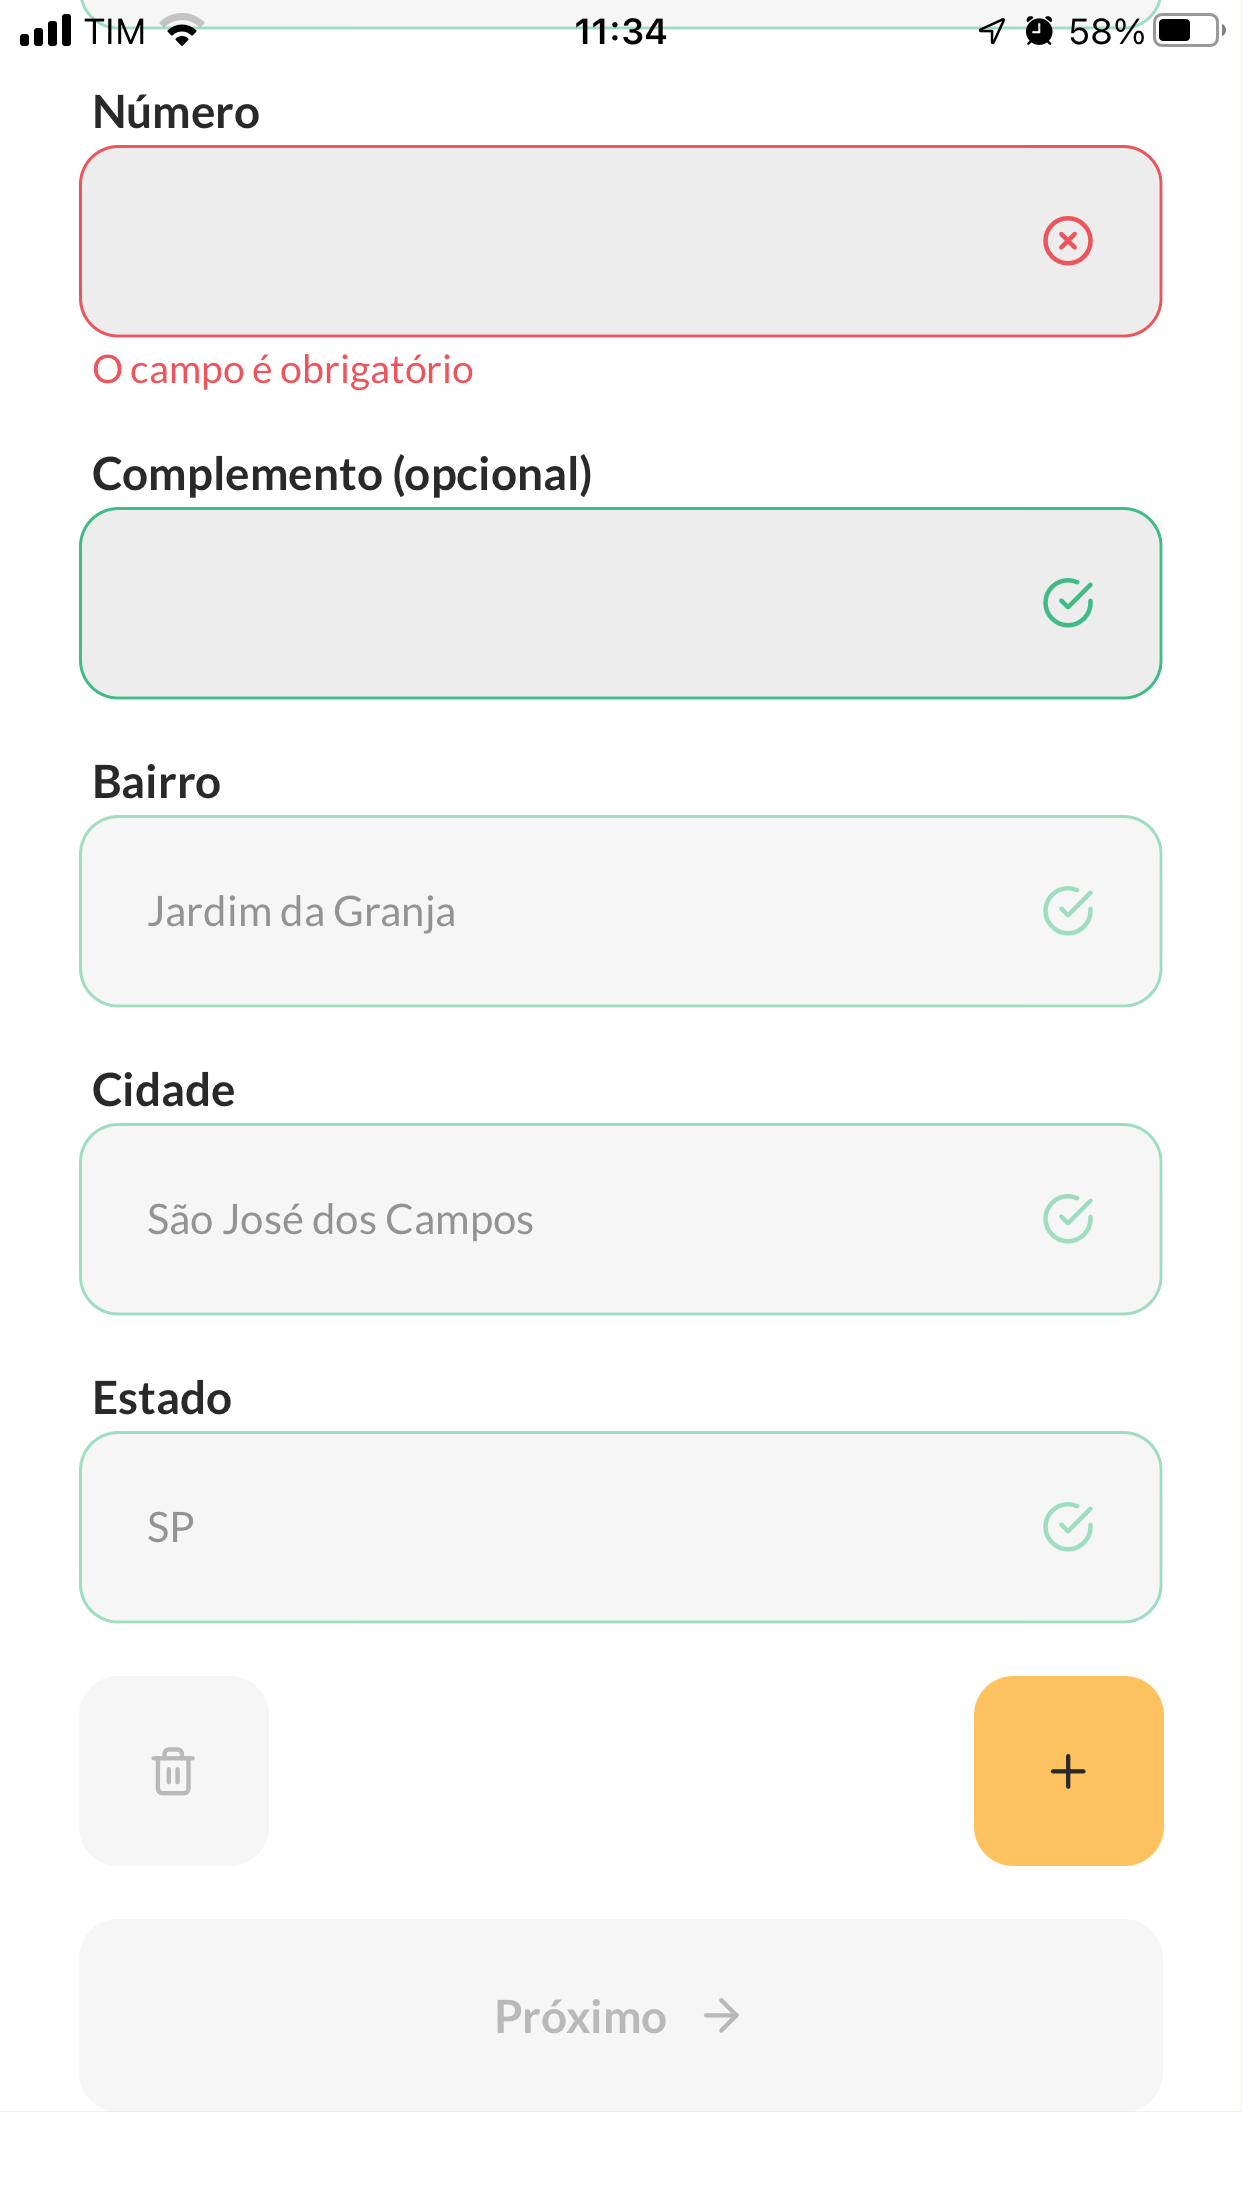 TIM 11:34 58%
Número
O campo é obrigatório
Complemento (opcional)
Bairro
Jardim da Granja
Cidade
São José dos Campos
Estado
SP
Próximo